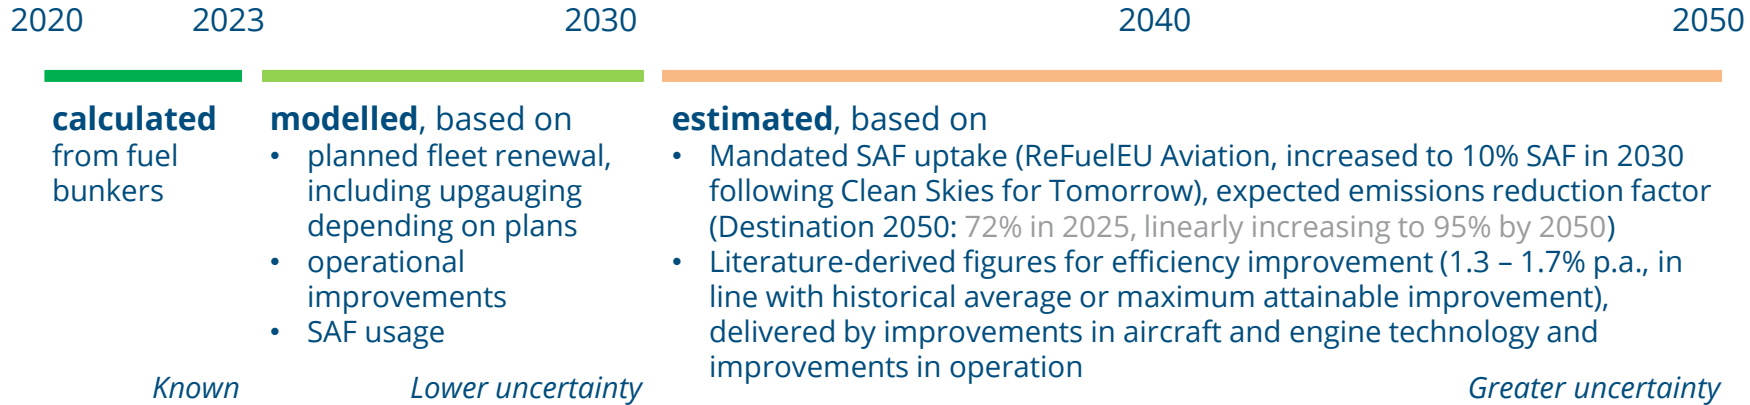 2020 2023 2030 2040 2050
calculated
from fuel
bunkers
Known
modelled, based on
• planned fleet renewal,
including upgauging
depending on plans
• operational
improvements
• SAF usage
Lower uncertainty
estimated, based on
• Mandated SAF uptake (ReFuelEU Aviation, increased to 10% SAF in 2030
following Clean Skies for Tomorrow), expected emissions reduction factor
(Destination 2050: 72% in 2025, linearly increasing to 95% by 2050)
• Literature-derived figures for efficiency improvement (1.3 – 1.7% p.a., in
line with historical average or maximum attainable improvement),
delivered by improvements in aircraft and engine technology and
improvements in operation
Greater uncertainty